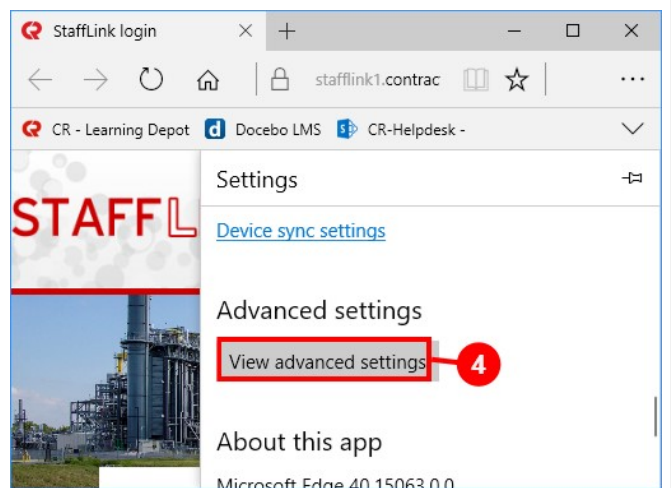 StaffLink login
stafflink1.contrac
CR - Learning Depot d Docebo LMS CR-Helpdesk -
Settings
STAFFL
Device sync settings
Advanced settings
View advanced settings 4
About this app
Microsoft Edge 40.15063.0.0